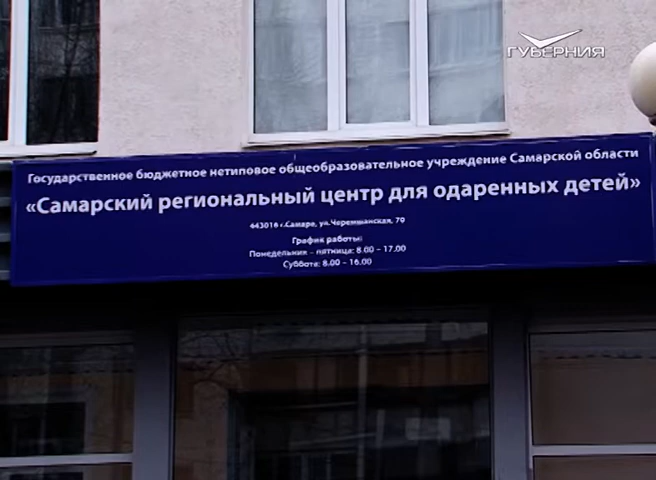 ГУБЕРНИЯ
Государственное бюджетное нетиповое общеобразовательное учреждение Самарской области
«Самарский региональный центр для одаренных детей»
443016 г.Самара, ул.Черемшанская, 70
График работы:
Понедельник - пятница: 8.00 - 17.00
Суббота: 8.00 - 16.00